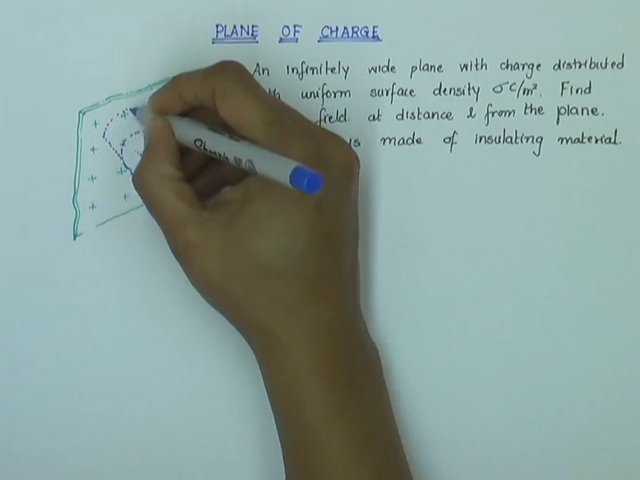 PLANE OF CHARGE
An infinitely wide plane with charge distributed
uniform surface density σ C/m². Find
field at distance r from the plane.
is made of insulating material.
+ +
+
+ +
+ +